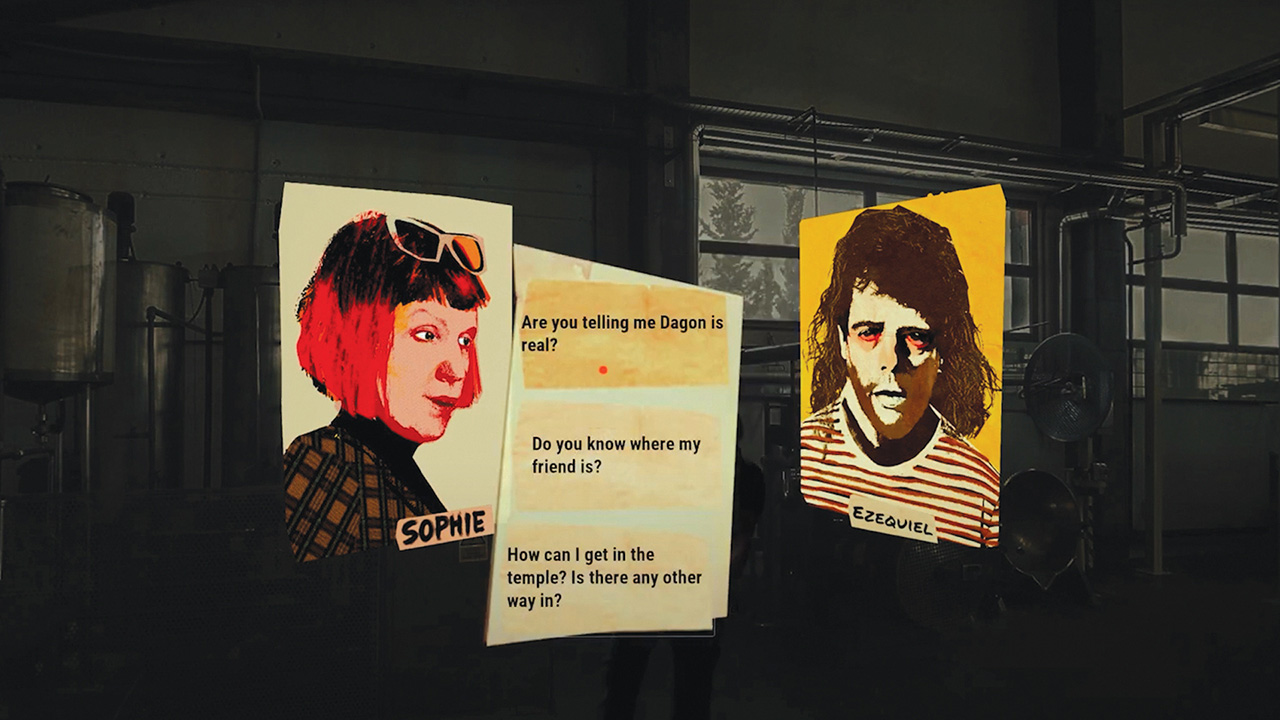 Are you telling me Dagon is
real?
Do you know where my
friend is?
How can I get in the
temple? Is there any other
way in?
SOPHIE
EZEQUIEL